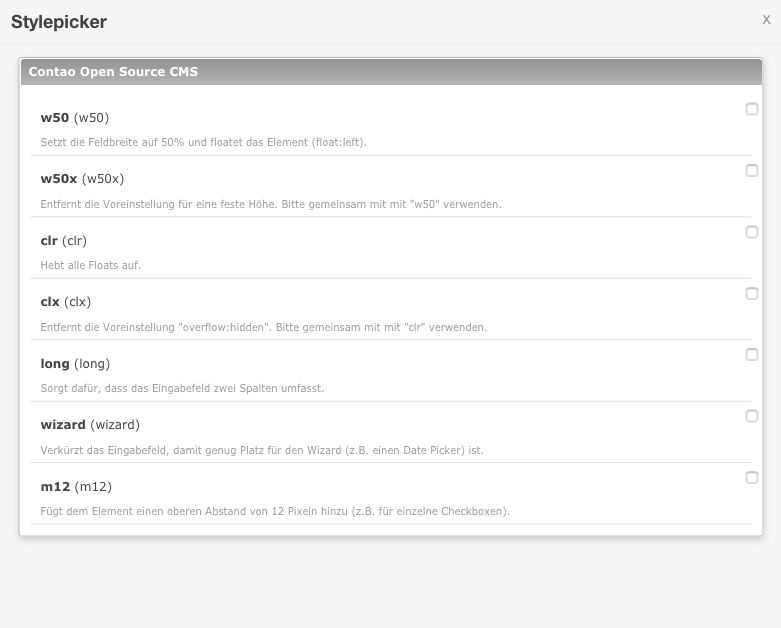 Stylepicker
X
Contao Open Source CMS
w50 (w50)
Setzt die Feldbreite auf 50% und floatet das Element (float:left).
w50x (w50x)
Entfernt die Voreinstellung für eine feste Höhe. Bitte gemeinsam mit mit "w50" verwenden.
clr (clr)
Hebt alle Floats auf.
clx (clx)
Entfernt die Voreinstellung "overflow:hidden". Bitte gemeinsam mit mit "clr" verwenden.
long (long)
Sorgt dafür, dass das Eingabefeld zwei Spalten umfasst.
wizard (wizard)
Verkürzt das Eingabefeld, damit genug Platz für den Wizard (z.B. einen Date Picker) ist.
m12 (m12)
Fügt dem Element einen oberen Abstand von 12 Pixeln hinzu (z.B. für einzelne Checkboxen).